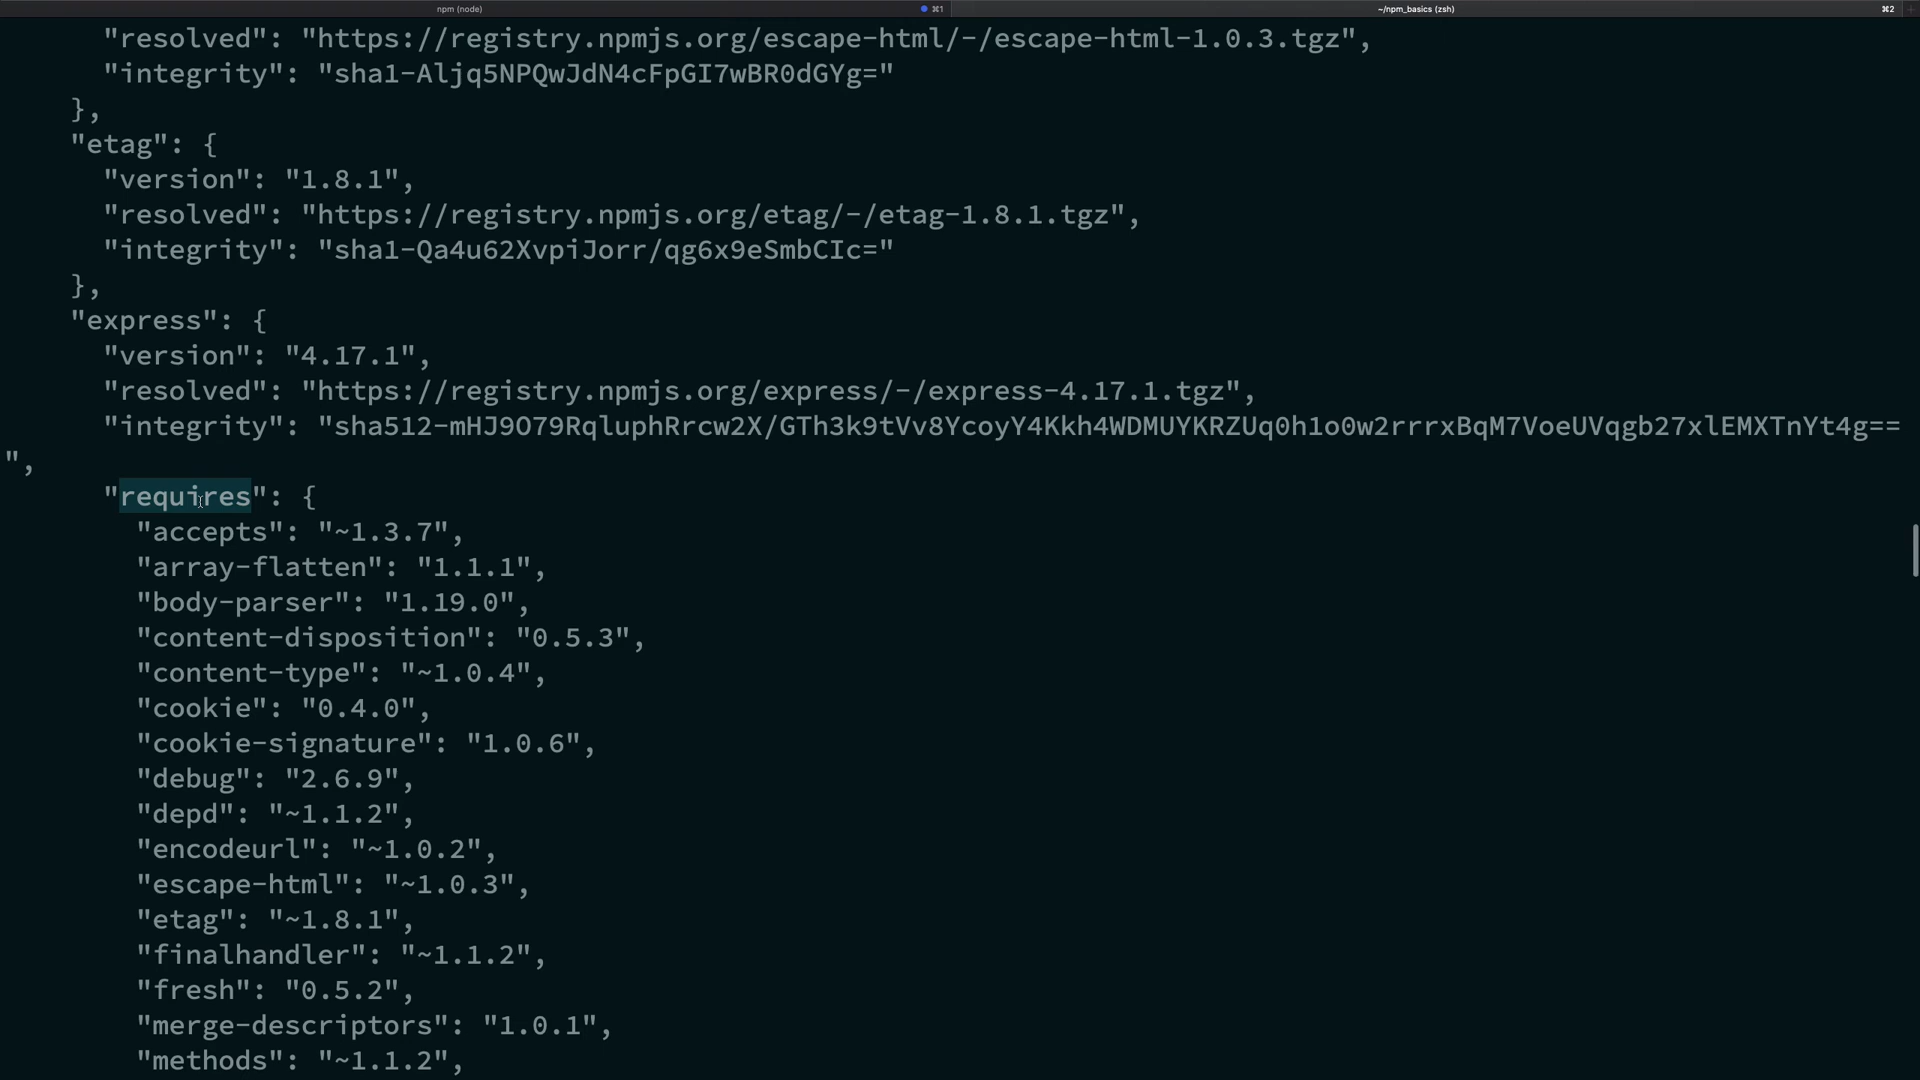 npm (node)
⌘1
~/npm_basics (zsh)
⌘2
"resolved": "https://registry.npmjs.org/escape-html/-/escape-html-1.0.3.tgz",
"integrity": "sha1-Aljq5NPQwJdN4cFpGI7wBR0dGYg="
},
"etag": {
"version": "1.8.1",
"resolved": "https://registry.npmjs.org/etag/-/etag-1.8.1.tgz",
"integrity": "sha1-Qa4u62XvpiJorr/qg6x9eSmbCIc="
},
"express": {
"version": "4.17.1",
"resolved": "https://registry.npmjs.org/express/-/express-4.17.1.tgz",
"integrity": "sha512-mHJ9O79RqluphRrcw2X/GTh3k9tVv8YcoyY4Kkh4WDMUYKRZUq0h1o0w2rrrxBqM7VoeUVqgb27xlEMXTnYt4g==
",
"requires": {
"accepts": "~1.3.7",
"array-flatten": "1.1.1",
"body-parser": "1.19.0",
"content-disposition": "0.5.3",
"content-type": "~1.0.4",
"cookie": "0.4.0",
"cookie-signature": "1.0.6",
"debug": "2.6.9",
"depd": "~1.1.2",
"encodeurl": "~1.0.2",
"escape-html": "~1.0.3",
"etag": "~1.8.1",
"finalhandler": "~1.1.2",
"fresh": "0.5.2",
"merge-descriptors": "1.0.1",
"methods": "~1.1.2",